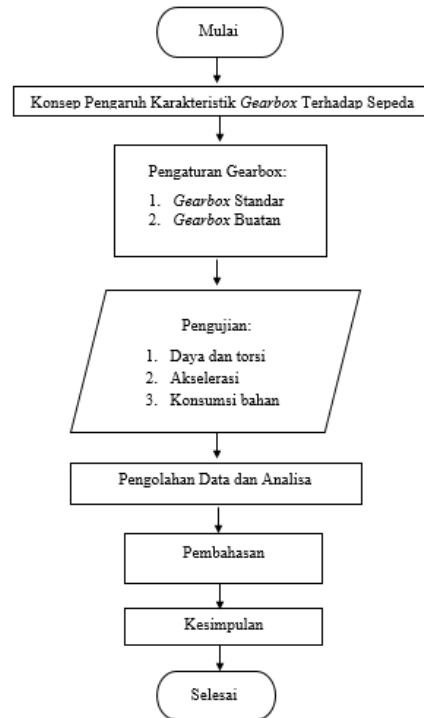 Mulai
Konsep Pengaruh Karakteristik Gearbox Terhadap Sepeda
Pengaturan Gearbox:
1. Gearbox Standar
2. Gearbox Buatan
Pengujian:
1. Daya dan torsi
2. Akselerasi
3. Konsumsi bahan
Pengolahan Data dan Analisa
Pembahasan
Kesimpulan
Selesai